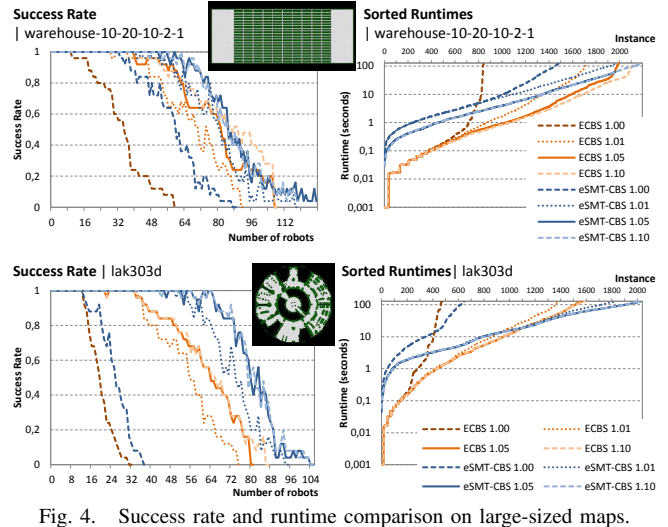 Success Rate
| warehouse-10-20-10-2-1
Success Rate
1
0,8
0,6
0,4
0,2
0
0 16 32 48 64 80 96 112
Number of robots
Sorted Runtimes
| warehouse-10-20-10-2-1
Instance
0 500 1000 1500 2000
Runtime (seconds)
100
10
1
0,1
0,01
0,001
ECBS 1.00
ECBS 1.01
ECBS 1.05
ECBS 1.10
eSMT-CBS 1.00
eSMT-CBS 1.01
eSMT-CBS 1.05
eSMT-CBS 1.10
Success Rate | lak303d
Success Rate
1
0,8
0,6
0,4
0,2
0
0 8 16 24 32 40 48 56 64 72 80 88 96 104
Number of robots
Sorted Runtimes| lak303d
Instance
0 200 400 600 800 1000 1200 1400 1600 1800 2000
Runtime (seconds)
100
10
1
0,1
0,01
0,001
ECBS 1.00 ECBS 1.01
ECBS 1.05 ECBS 1.10
eSMT-CBS 1.00 eSMT-CBS 1.01
eSMT-CBS 1.05 eSMT-CBS 1.10
Fig. 4. Success rate and runtime comparison on large-sized maps.